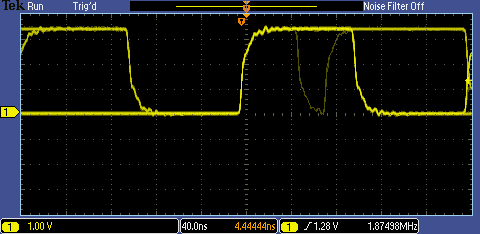 Tek Run Trig'd Noise Filter Off
1
1 1.00 V 40.0ns 4.44444ns 1 1.28 V 1.87498MHz